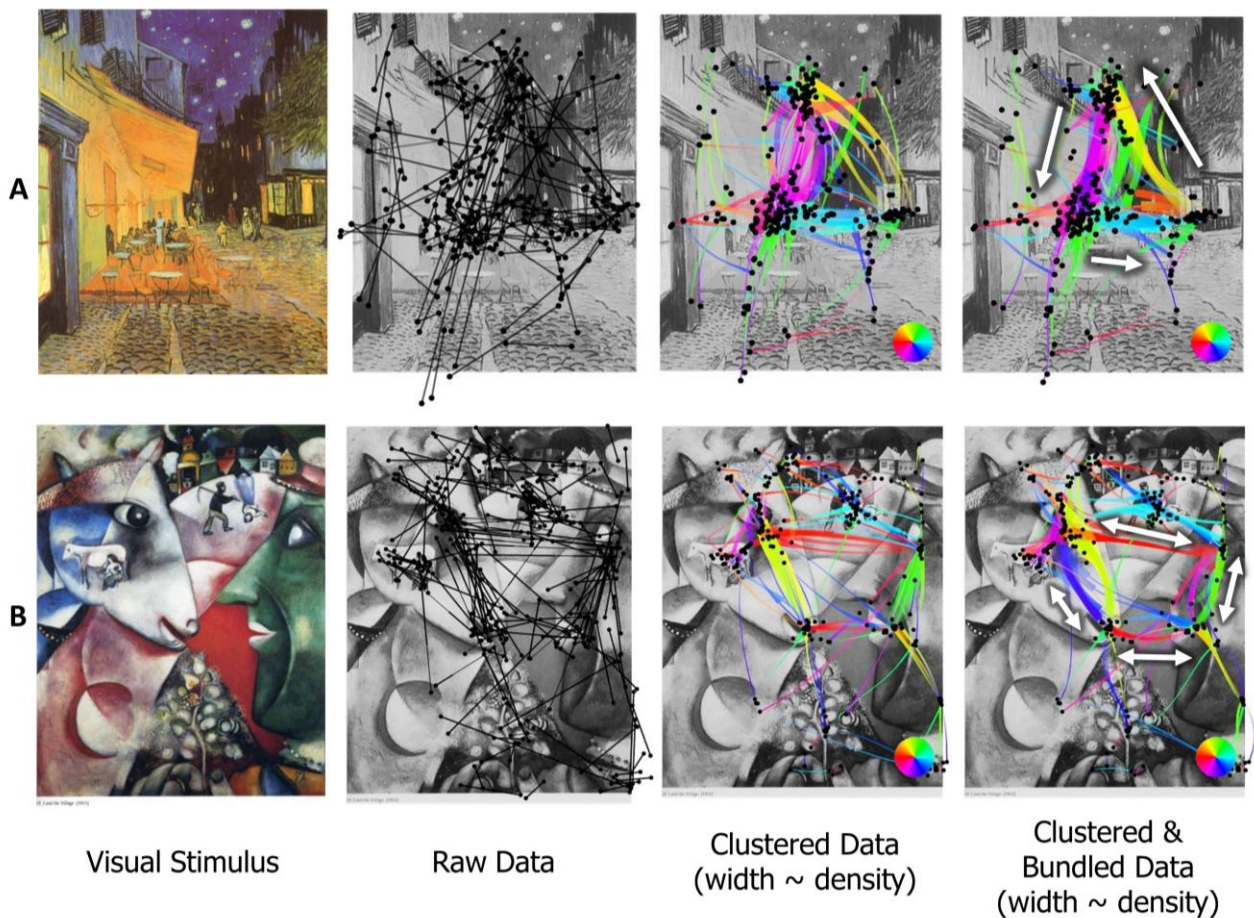 A
B
Visual Stimulus
Raw Data
Clustered Data
(width ~ density)
Clustered &
Bundled Data
(width ~ density)